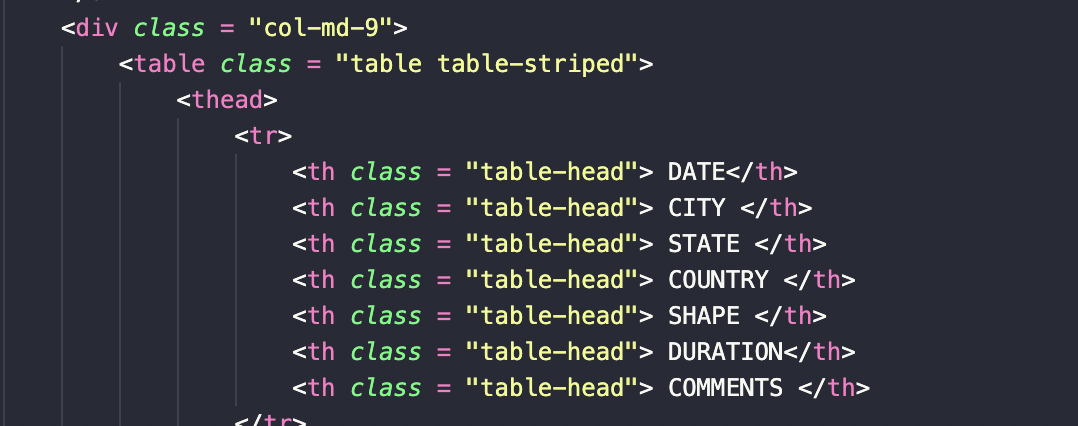 <div class = "col-md-9">
<table class = "table table-striped">
<thead>
<tr>
<th class = "table-head"> DATE</th>
<th class = "table-head"> CITY </th>
<th class = "table-head"> STATE </th>
<th class = "table-head"> COUNTRY </th>
<th class = "table-head"> SHAPE </th>
<th class = "table-head"> DURATION</th>
<th class = "table-head"> COMMENTS </th>
</tr>